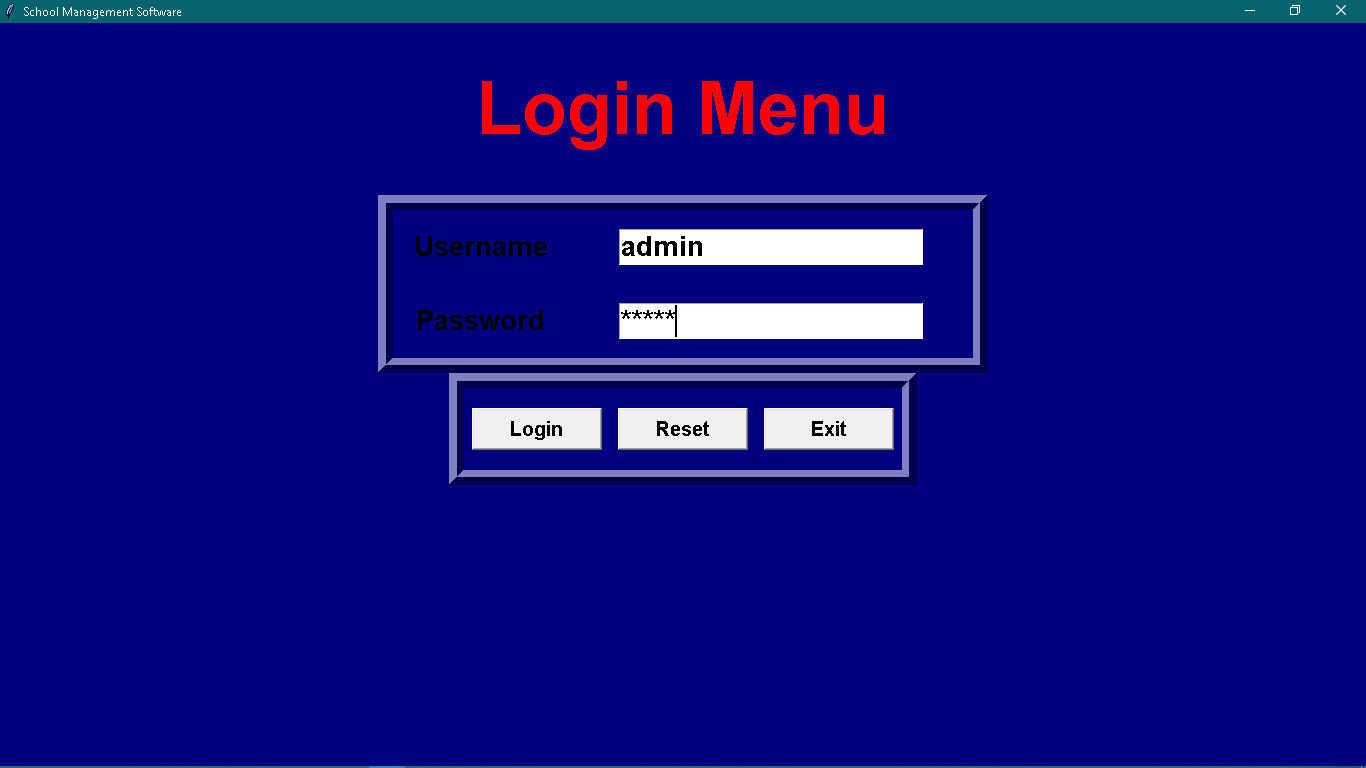 School Management Software
Login Menu
Username admin
Password *****
Login Reset Exit